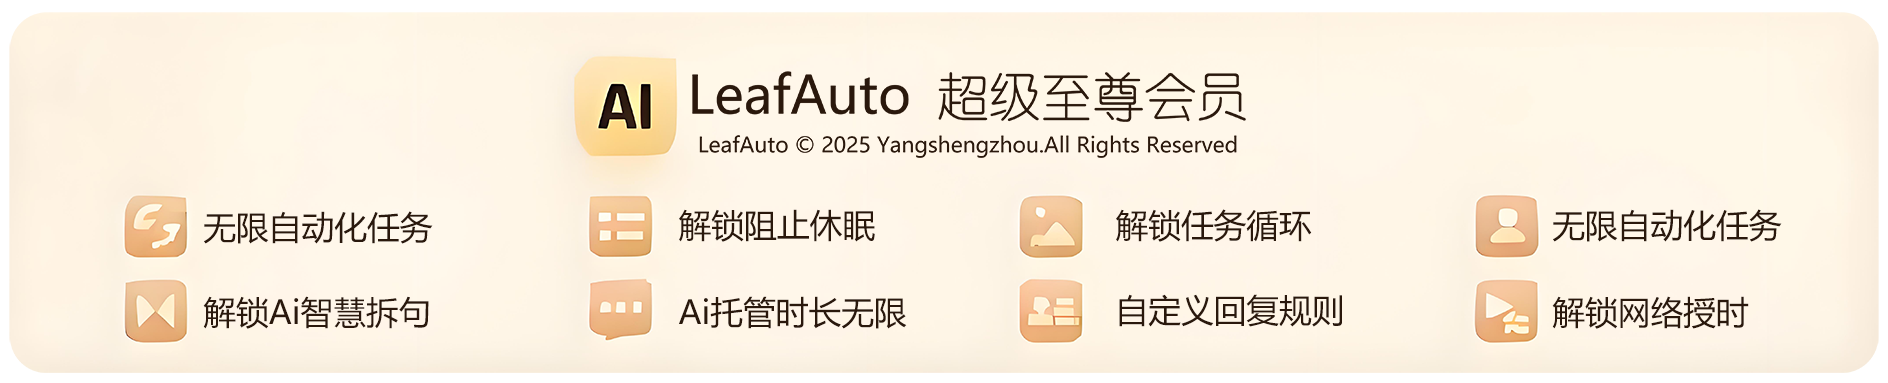 AI LeafAuto 超级至尊会员
LeafAuto © 2025 Yangshengzhou.All Rights Reserved
无限自动化任务 解锁阻止休眠 解锁任务循环 无限自动化任务
解锁Ai智慧拆句 Ai托管时长无限 自定义回复规则 解锁网络授时